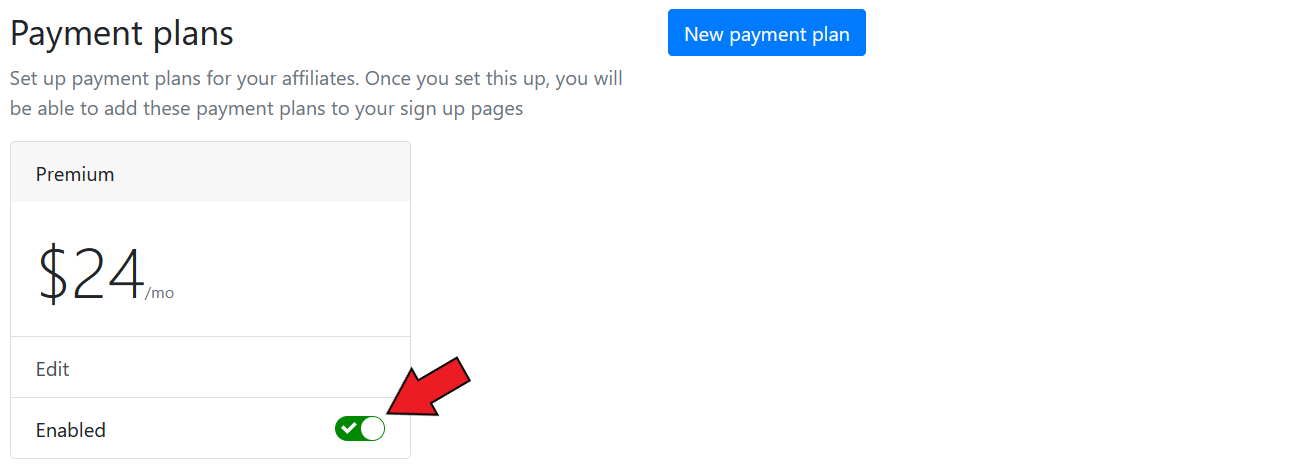 Payment plans
New payment plan
Set up payment plans for your affiliates. Once you set this up, you will
be able to add these payment plans to your sign up pages
Premium
$24/mo
Edit
Enabled